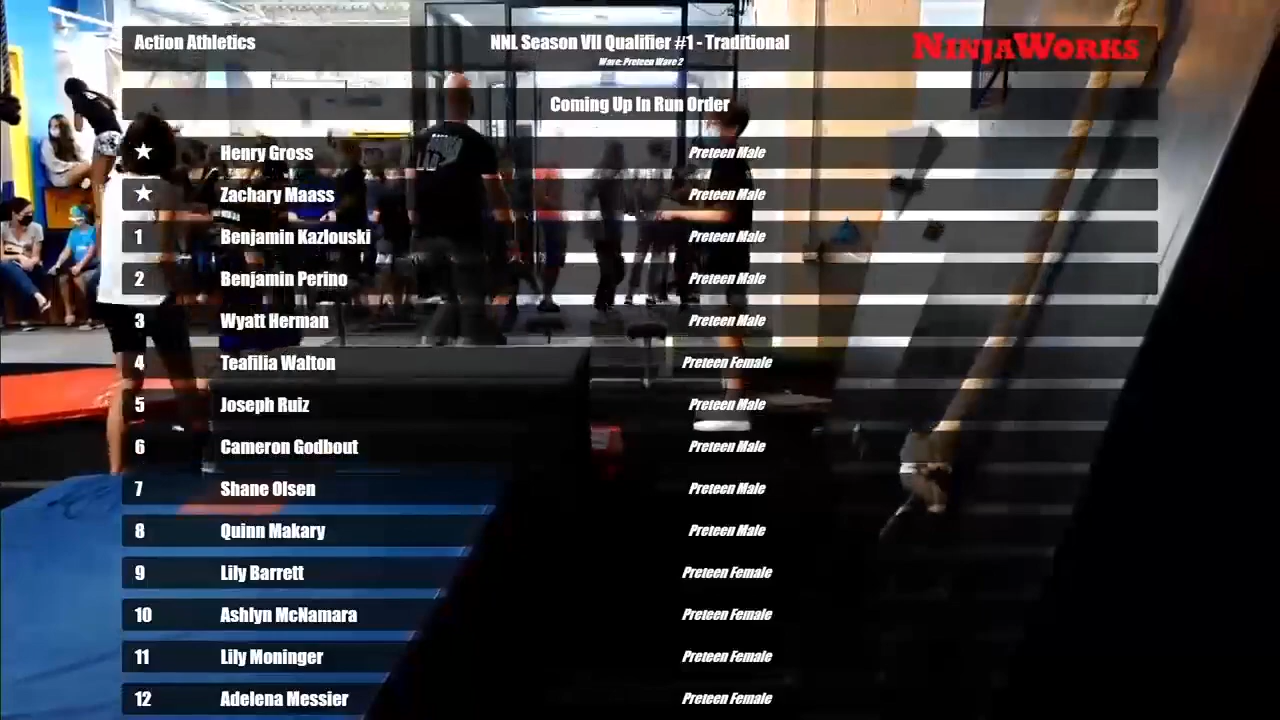 Action Athletics NNL Season VII Qualifier #1 - Traditional NinjaWorks
Wave: Preteen Wave 2
Coming Up In Run Order
★ Henry Gross Preteen Male
★ Zachary Maass Preteen Male
1 Benjamin Kazlouski Preteen Male
2 Benjamin Perino Preteen Male
3 Wyatt Herman Preteen Male
4 Teafilia Walton Preteen Female
5 Joseph Ruiz Preteen Male
6 Cameron Godbout Preteen Male
7 Shane Olsen Preteen Male
8 Quinn Makary Preteen Male
9 Lily Barrett Preteen Female
10 Ashlyn McNamara Preteen Female
11 Lily Moninger Preteen Female
12 Adelena Messier Preteen Female